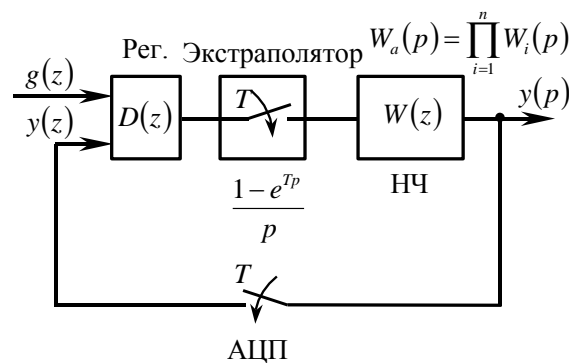 Рег. Экстраполятор W_a(p) = ∏_{i=1}^{n} W_i(p)
g(z)
y(z)
D(z)
T
W(z)
y(p)
(1 − e^{Tp}) / p
НЧ
T
АЦП